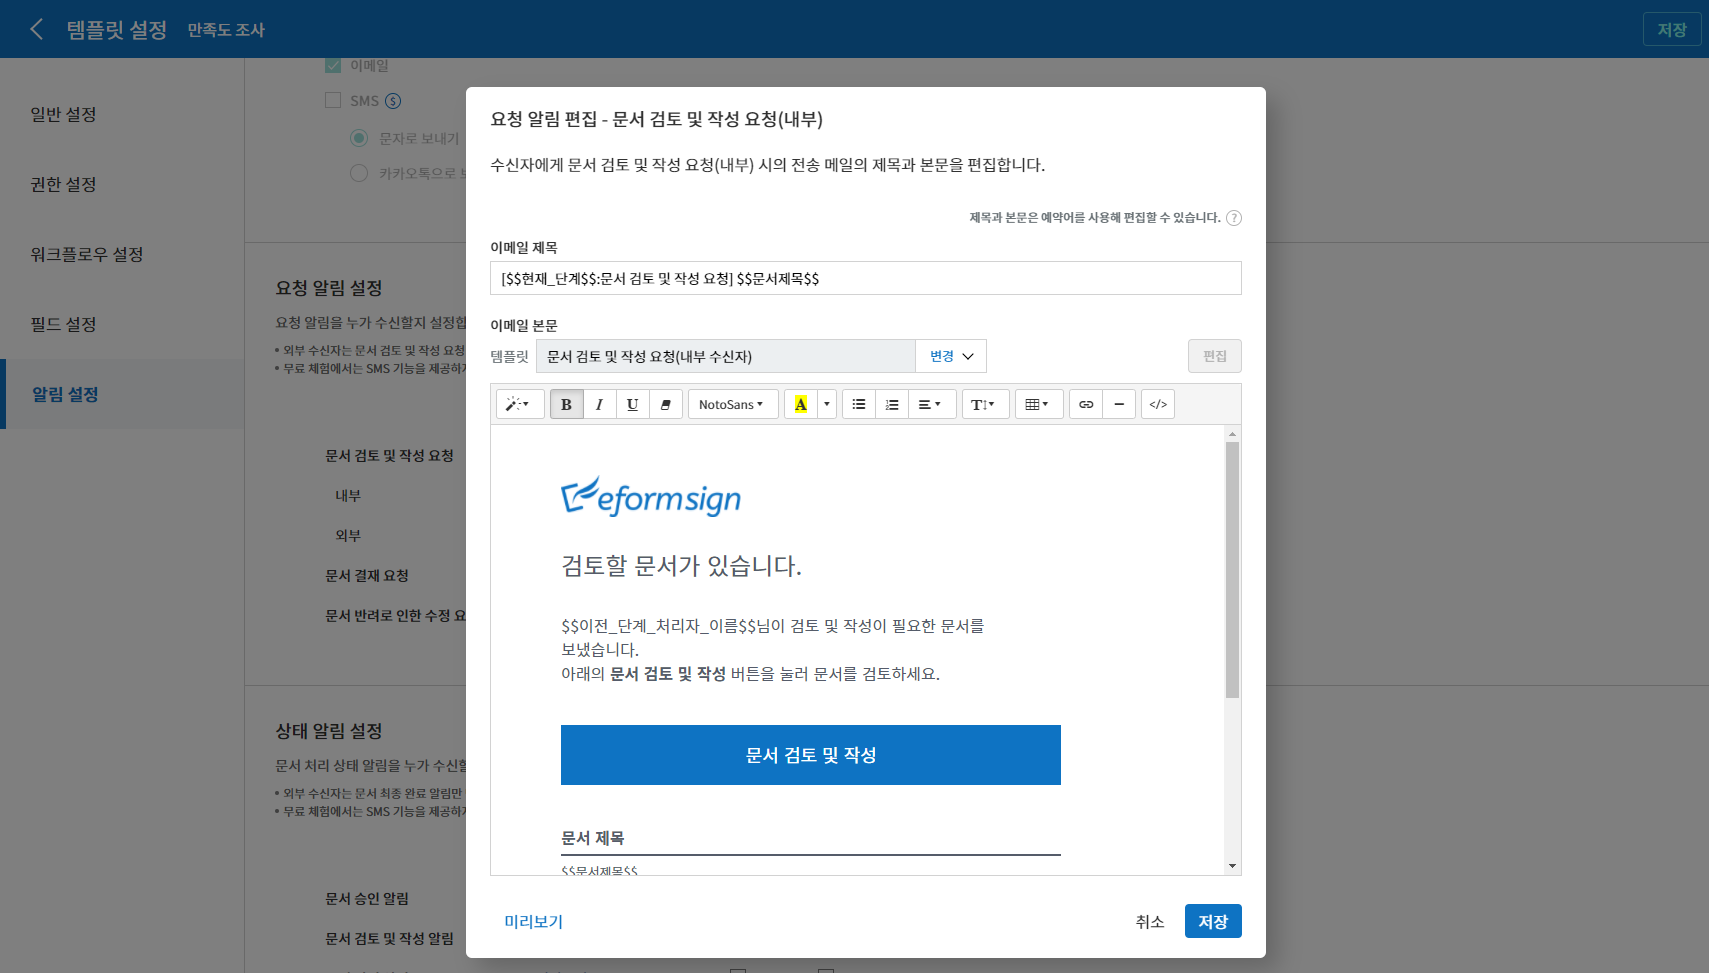 템플릿 설정 만족도 조사 저장
일반 설정
권한 설정
워크플로우 설정
필드 설정
알림 설정
이메일
SMS
문자로 보내기
카카오톡으로
요청 알림 설정
요청 알림을 누가 수신할지 설정합
• 외부 수신자는 문서 검토 및 작성 요청
• 무료 체험에서는 SMS 기능을 제공하지
문서 검토 및 작성 요청
내부
외부
문서 결재 요청
문서 반려로 인한 수정 요
상태 알림 설정
문서 처리 상태 알림을 누가 수신할
• 외부 수신자는 문서 최종 완료 알림만
• 무료 체험에서는 SMS 기능을 제공하지
문서 승인 알림
문서 검토 및 작성 알림
요청 알림 편집 - 문서 검토 및 작성 요청(내부)
수신자에게 문서 검토 및 작성 요청(내부) 시의 전송 메일의 제목과 본문을 편집합니다.
제목과 본문은 예약어를 사용해 편집할 수 있습니다. ?
이메일 제목
[$$현재_단계$$:문서 검토 및 작성 요청] $$문서제목$$
이메일 본문
템플릿 문서 검토 및 작성 요청(내부 수신자) 변경 편집
B I U NotoSans A T </>
eformsign
검토할 문서가 있습니다.
$$이전_단계_처리자_이름$$님이 검토 및 작성이 필요한 문서를
보냈습니다.
아래의 문서 검토 및 작성 버튼을 눌러 문서를 검토하세요.
문서 검토 및 작성
문서 제목
$$문서제목$$
미리보기 취소 저장